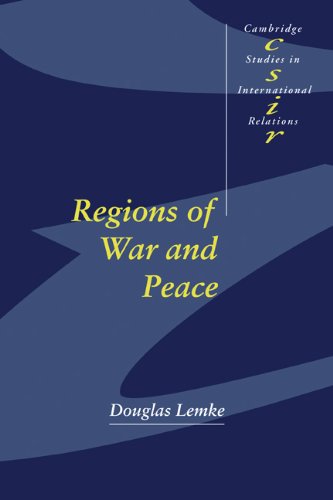 Cambridge
c
Studies in
s
International
i
Relations
r
Regions of
War and
Peace
Douglas Lemke